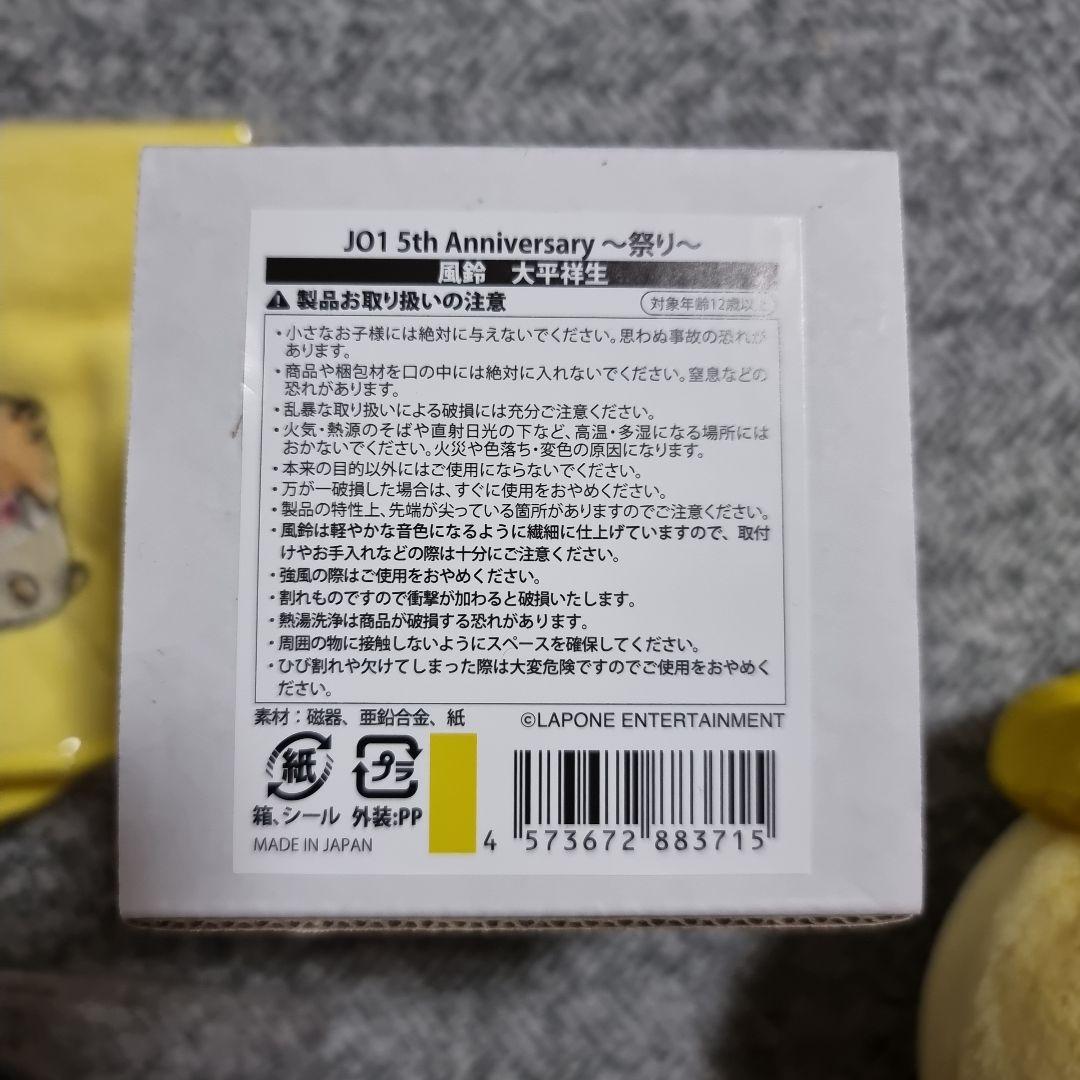 JO1 5th Anniversary ～祭り～
風鈴　大平祥生
製品お取り扱いの注意
対象年齢12歳以上
・小さなお子様には絶対に与えないでください。思わぬ事故の恐れが
あります。
・商品や梱包材を口の中には絶対に入れないでください。窒息などの
恐れがあります。
・乱暴な取り扱いによる破損には充分ご注意ください。
・火気・熱源のそばや直射日光の下など、高温・多湿になる場所には
おかないでください。火災や色落ち・変色の原因になります。
・本来の目的以外にはご使用にならないでください。
・万が一破損した場合は、すぐに使用をおやめください。
・製品の特性上、先端が尖っている箇所がありますのでご注意ください。
・風鈴は軽やかな音色になるように繊細に仕上げていますので、取付
けやお手入れなどの際は十分にご注意ください。
・強風の際はご使用をおやめください。
・割れものですので衝撃が加わると破損いたします。
・熱湯洗浄は商品が破損する恐れがあります。
・周囲の物に接触しないようにスペースを確保してください。
・ひび割れや欠けてしまった際は大変危険ですのでご使用をおやめく
ださい。
素材：磁器、亜鉛合金、紙
©LAPONE ENTERTAINMENT
紙
プラ
箱、シール
外装:PP
MADE IN JAPAN
4 573672 883715